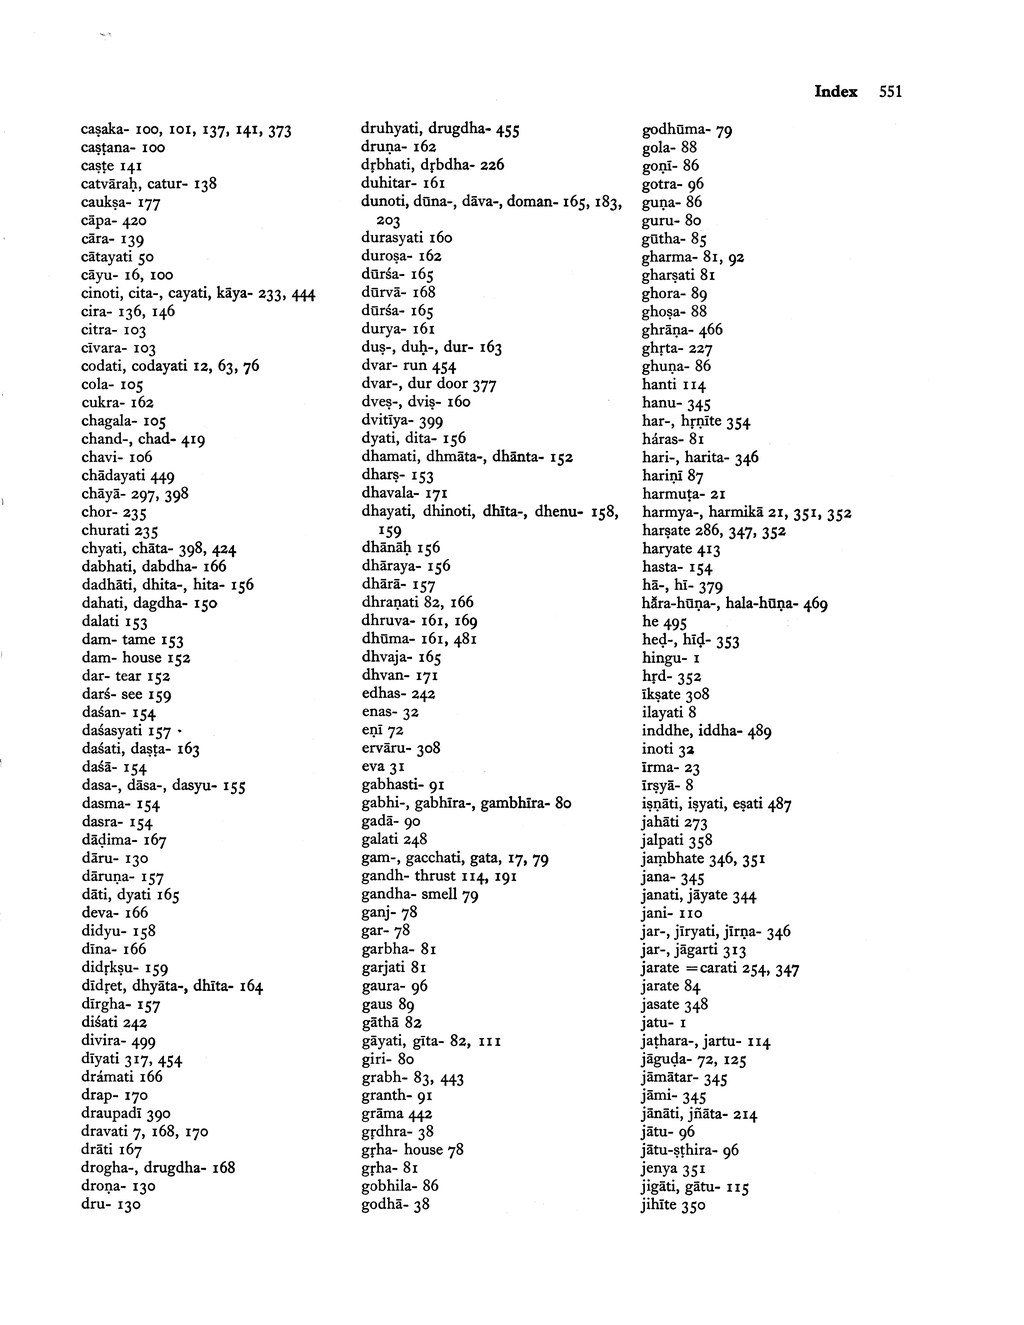 Index 551
caṣaka- 100, 101, 137, 141, 373
caṣṭana- 100
caṣṭe 141
catvāraḥ, catur- 138
caukṣa- 177
cāpa- 420
cāra- 139
cātayati 50
cāyu- 16, 100
cinoti, cita-, cayati, kāya- 233, 444
cira- 136, 146
citra- 103
cīvara- 103
codati, codayati 12, 63, 76
cola- 105
cukra- 162
chagala- 105
chand-, chad- 419
chavi- 106
chādayati 449
chāyā- 297, 398
chor- 235
churati 235
chyati, chāta- 398, 424
dabhati, dabdha- 166
dadhāti, dhita-, hita- 156
dahati, dagdha- 150
dalati 153
dam- tame 153
dam- house 152
dar- tear 152
darś- see 159
daśan- 154
daśasyati 157
daśati, daṣṭa- 163
daśā- 154
dasa-, dāsa-, dasyu- 155
dasma- 154
dasra- 154
dāḍima- 167
dāru- 130
dāruṇa- 157
dāti, dyati 165
deva- 166
didyu- 158
dīna- 166
didṛkṣu- 159
dīdṛet, dhyāta-, dhīta- 164
dīrgha- 157
diśati 242
divira- 499
dīyati 317, 454
drámati 166
drap- 170
draupadī 390
dravati 7, 168, 170
drāti 167
drogha-, drugdha- 168
droṇa- 130
dru- 130
druhyati, drugdha- 455
druṇa- 162
dṛbhati, dṛbdha- 226
duhitar- 161
dunoti, dūna-, dāva-, doman- 165, 183,
203
durasyati 160
duroṣa- 162
dūrśa- 165
dūrvā- 168
dūrśa- 165
durya- 161
duṣ-, duḥ-, dur- 163
dvar- run 454
dvar-, dur door 377
dveṣ-, dviṣ- 160
dvitīya- 399
dyati, dita- 156
dhamati, dhmāta-, dhānta- 152
dharṣ- 153
dhavala- 171
dhayati, dhinoti, dhīta-, dhenu- 158,
159
dhānāḥ 156
dhāraya- 156
dhārā- 157
dhraṇati 82, 166
dhruva- 161, 169
dhūma- 161, 481
dhvaja- 165
dhvan- 171
edhas- 242
enas- 32
eṇī 72
ervāru- 308
eva 31
gabhasti- 91
gabhi-, gabhīra-, gambhīra- 80
gadā- 90
galati 248
gam-, gacchati, gata, 17, 79
gandh- thrust 114, 191
gandha- smell 79
ganj- 78
gar- 78
garbha- 81
garjati 81
gaura- 96
gaus 89
gāthā 82
gāyati, gīta- 82, 111
giri- 80
grabh- 83, 443
granth- 91
grāma 442
gṛdhra- 38
gṛha- house 78
gṛha- 81
gobhila- 86
godhā- 38
godhūma- 79
gola- 88
goṇī- 86
gotra- 96
guṇa- 86
guru- 80
gūtha- 85
gharma- 81, 92
gharṣati 81
ghora- 89
ghoṣa- 88
ghrāṇa- 466
ghṛta- 227
ghuṇa- 86
hanti 114
hanu- 345
har-, hṛṇīte 354
háras- 81
hari-, harita- 346
hariṇī 87
harmuṭa- 21
harmya-, harmikā 21, 351, 352
harṣate 286, 347, 352
haryate 413
hasta- 154
hā-, hī- 379
hā̆ra-hūṇa-, hala-hūṇa- 469
he 495
heḍ-, hīḍ- 353
hingu- 1
hṛd- 352
īkṣate 308
ilayati 8
inddhe, iddha- 489
inoti 32
īrma- 23
īrṣyā- 8
iṣṇāti, iṣyati, eṣati 487
jahāti 273
jalpati 358
jaṃbhate 346, 351
jana- 345
janati, jāyate 344
jani- 110
jar-, jīryati, jīrṇa- 346
jar-, jāgarti 313
jarate =carati 254, 347
jarate 84
jasate 348
jatu- 1
jaṭhara-, jartu- 114
jāguḍa- 72, 125
jāmātar- 345
jāmi- 345
jānāti, jñāta- 214
jātu- 96
jātu-ṣṭhira- 96
jenya 351
jigāti, gātu- 115
jihīte 350